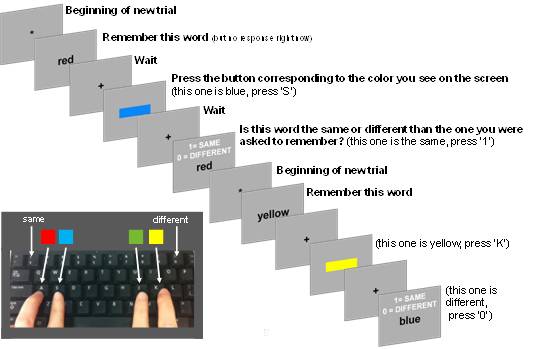 Beginning of new trial
*
Remember this word (but no response right now)
red
Wait
+
Press the button corresponding to the color you see on the screen
(this one is blue, press 'S')
Wait
+
Is this word the same or different than the one you were
asked to remember? (this one is the same, press '1')
1= SAME
0 = DIFFERENT
red
Beginning of new trial
*
Remember this word
yellow
+
(this one is yellow, press 'K')
+
(this one is
different,
press '0')
1= SAME
0 = DIFFERENT
blue
same
different